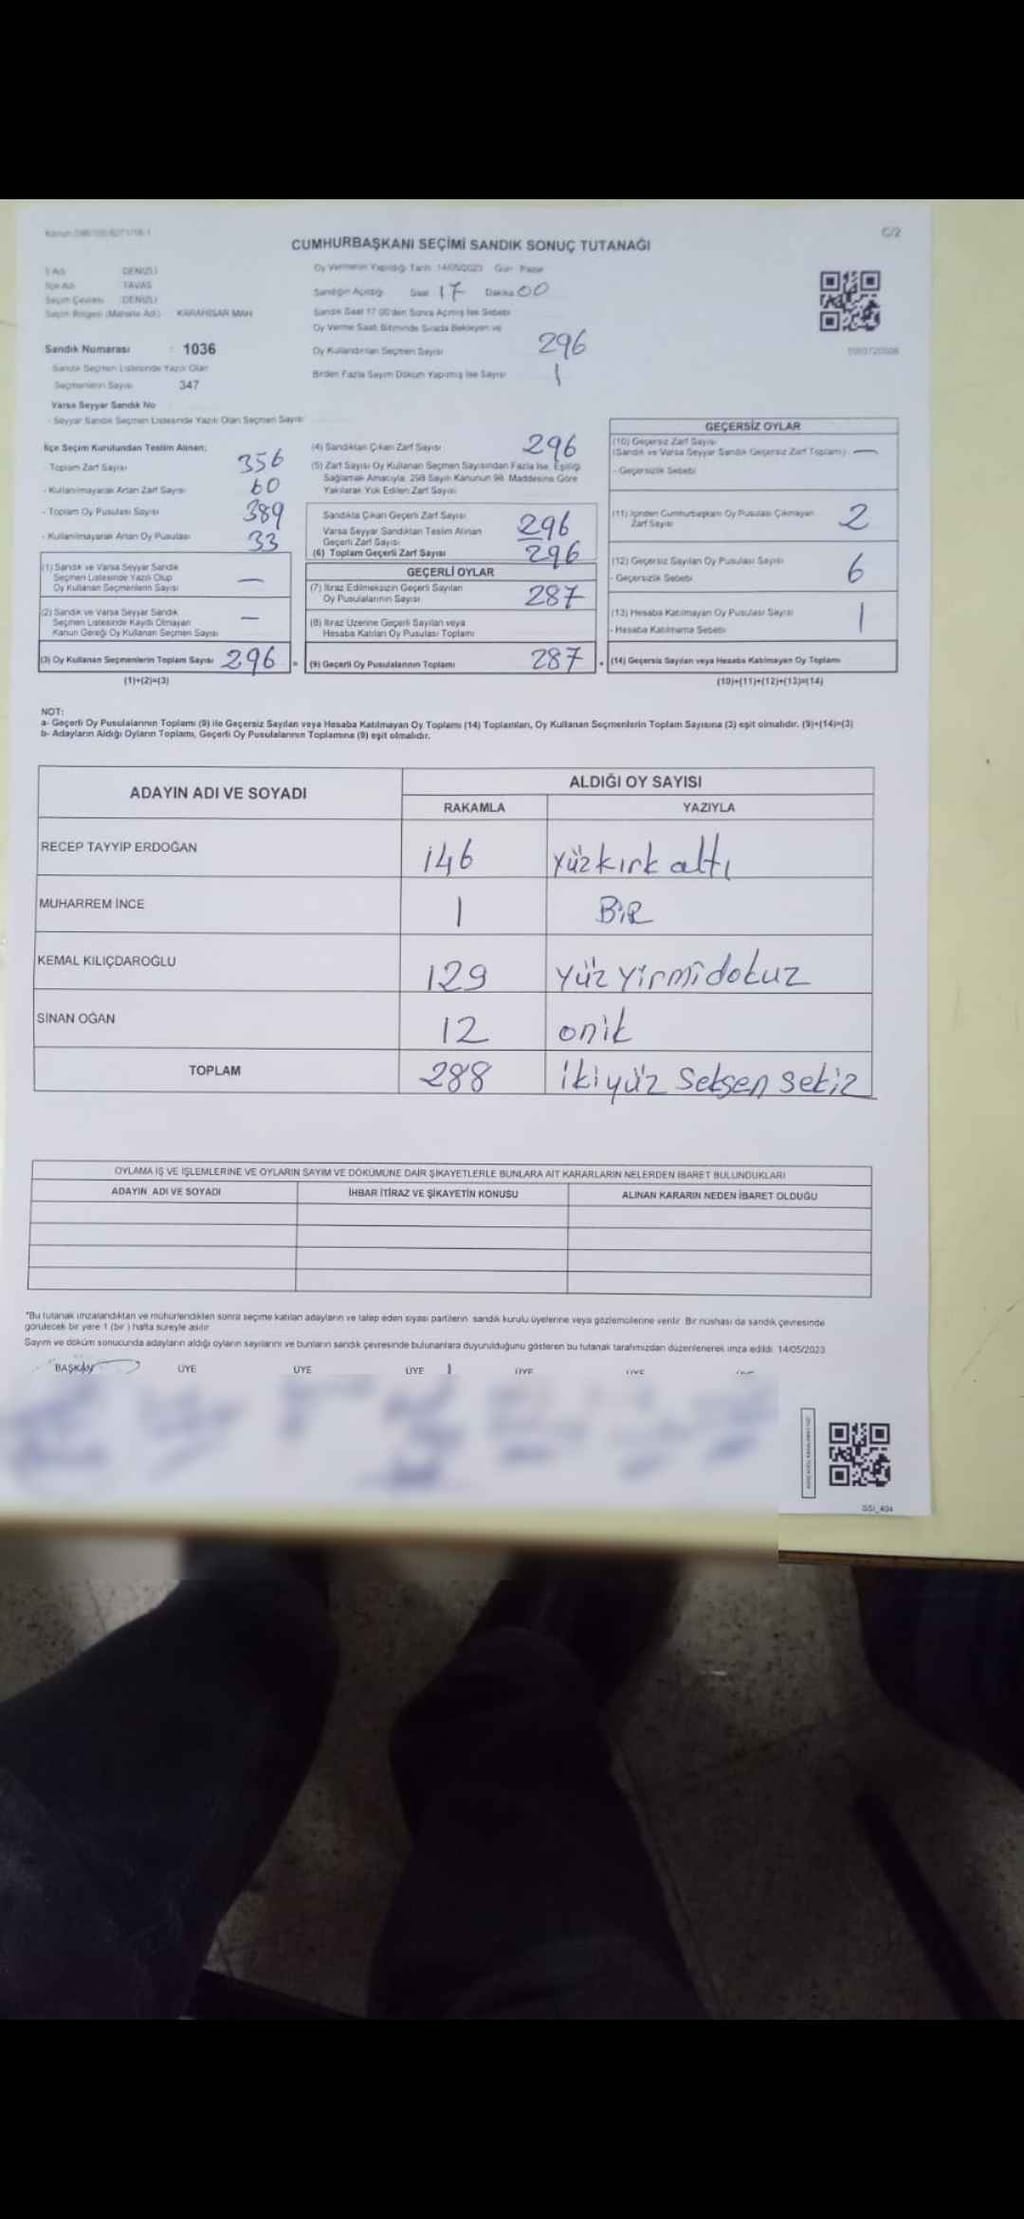 C/2
CUMHURBAŞKANI SEÇİMİ SANDIK SONUÇ TUTANAĞI
İl Adı DENİZLİ
İlçe Adı TAVAS
Seçim Çevresi DENİZLİ
Seçim Bölgesi (Mahalle Adı) KARAHİSAR MAH
Sandık Numarası : 1036
Sandık Seçmen Listesinde Yazılı Olan
Seçmenlerin Sayısı 347
Varsa Seyyar Sandık No
- Seyyar Sandık Seçmen Listesinde Yazılı Olan Seçmen Sayısı
Oy Vermenin Yapıldığı Tarih 14/05/2023 Gün Pazar
Sandığın Açıldığı Saat 17 Dakika 00
Sandık Saat 17.00'den Sonra Açılmış İse Sebebi
Oy Verme Saati Bitiminde Sırada Bekleyen ve
Oy Kullandırılan Seçmen Sayısı 296
Birden Fazla Sayım Döküm Yapılmış İse Sayısı 1
İlçe Seçim Kurulundan Teslim Alınan;
- Toplam Zarf Sayısı 356
- Kullanılmayarak Artan Zarf Sayısı 60
- Toplam Oy Pusulası Sayısı 389
- Kullanılmayarak Artan Oy Pusulası 33
(1) Sandık ve Varsa Seyyar Sandık
Seçmen Listesinde Yazılı Olup
Oy Kullanan Seçmenlerin Sayısı —
(2) Sandık ve Varsa Seyyar Sandık
Seçmen Listesinde Kayıtlı Olmayan
Kanun Gereği Oy Kullanan Seçmen Sayısı —
(3) Oy Kullanan Seçmenlerin Toplam Sayısı 296
(1)+(2)=(3)
(4) Sandıktan Çıkan Zarf Sayısı 296
(5) Zarf Sayısı Oy Kullanan Seçmen Sayısından Fazla İse, Eşitliği
Sağlamak Amacıyla, 298 Sayılı Kanunun 98. Maddesine Göre
Yakılarak Yok Edilen Zarf Sayısı
Sandıkta Çıkan Geçerli Zarf Sayısı 296
Varsa Seyyar Sandıktan Teslim Alınan
Geçerli Zarf Sayısı
(6) Toplam Geçerli Zarf Sayısı 296
GEÇERLİ OYLAR
(7) İtiraz Edilmeksizin Geçerli Sayılan
Oy Pusulalarının Sayısı 287
(8) İtiraz Üzerine Geçerli Sayılan veya
Hesaba Katılan Oy Pusulası Toplamı
(9) Geçerli Oy Pusulalarının Toplamı 287
GEÇERSİZ OYLAR
(10) Geçersiz Zarf Sayısı
(Sandık ve Varsa Seyyar Sandık Geçersiz Zarf Toplamı) —
- Geçersizlik Sebebi
(11) İçinden Cumhurbaşkanı Oy Pusulası Çıkmayan
Zarf Sayısı 2
(12) Geçersiz Sayılan Oy Pusulası Sayısı 6
- Geçersizlik Sebebi
(13) Hesaba Katılmayan Oy Pusulası Sayısı 1
- Hesaba Katılmama Sebebi
(14) Geçersiz Sayılan veya Hesaba Katılmayan Oy Toplamı
(10)+(11)+(12)+(13)=(14)
NOT:
a- Geçerli Oy Pusulalarının Toplamı (9) ile Geçersiz Sayılan veya Hesaba Katılmayan Oy Toplamı (14) Toplamları, Oy Kullanan Seçmenlerin Toplam Sayısına (3) eşit olmalıdır. (9)+(14)=(3)
b- Adayların Aldığı Oyların Toplamı, Geçerli Oy Pusulalarının Toplamına (9) eşit olmalıdır.
ADAYIN ADI VE SOYADI
ALDIĞI OY SAYISI
RAKAMLA YAZIYLA
RECEP TAYYİP ERDOĞAN 146 yüzkırk altı
MUHARREM İNCE 1 BİR
KEMAL KILIÇDAROĞLU 129 yüz yirmidokuz
SİNAN OĞAN 12 onik
TOPLAM 288 ikiyüz seksen sekiz
OYLAMA İŞ VE İŞLEMLERİNE VE OYLARIN SAYIM VE DÖKÜMÜNE DAİR ŞİKAYETLERLE BUNLARA AİT KARARLARIN NELERDEN İBARET BULUNDUKLARI
ADAYIN ADI VE SOYADI İHBAR İTİRAZ VE ŞİKAYETİN KONUSU ALINAN KARARIN NEDEN İBARET OLDUĞU
*Bu tutanak imzalandıktan ve mühürlendikten sonra seçime katılan adayların ve talep eden siyasi partilerin sandık kurulu üyelerine veya gözlemcilerine verilir. Bir nüshası da sandık çevresinde
görülecek bir yere 1 (bir) hafta süreyle asılır
Sayım ve döküm sonucunda adayların aldığı oyların sayılarını ve bunların sandık çevresinde bulunanlara duyurulduğunu gösteren bu tutanak tarafımızdan düzenlenerek imza edildi. 14/05/2023
BAŞKAN ÜYE ÜYE ÜYE ÜYE ÜYE